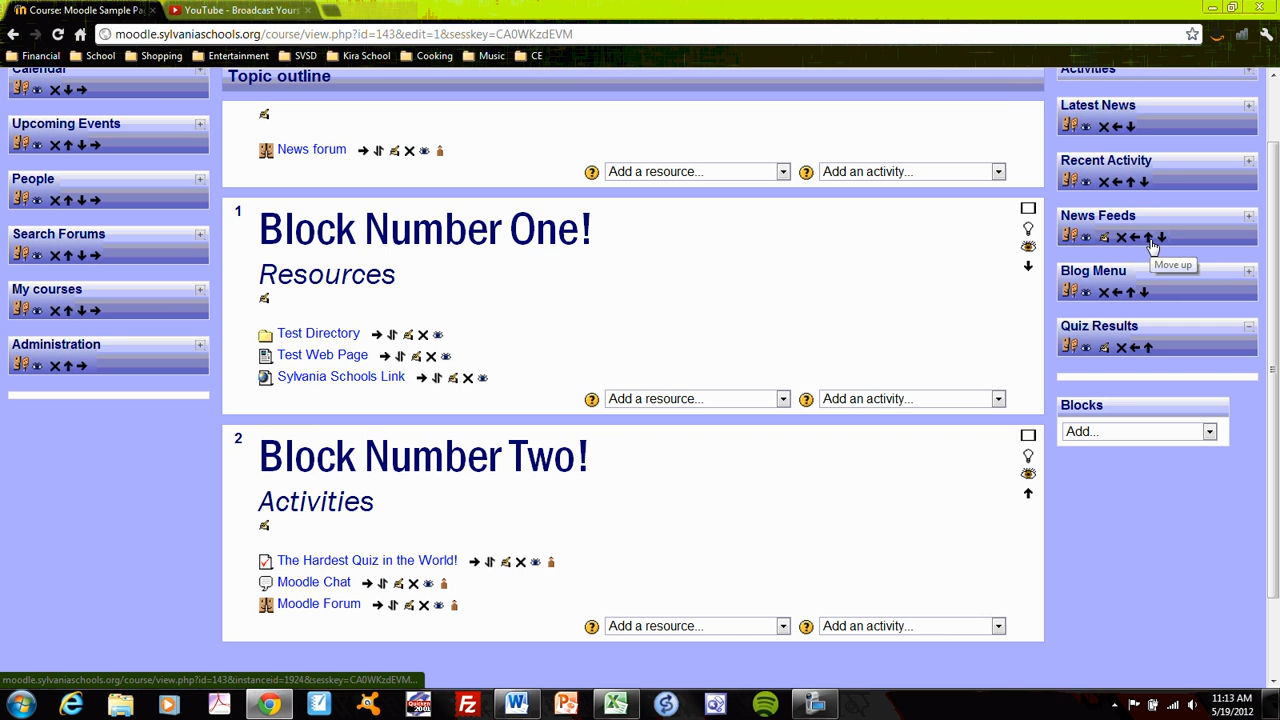 Course: Moodle Sample Pa
YouTube - Broadcast Yours
moodle.sylvaniaschools.org/course/view.php?id=143&edit=1&sesskey=CA0WKzdEVM
Financial
School
Shopping
Entertainment
SVSD
Kira School
Cooking
Music
CE
Calendar
Upcoming Events
People
Search Forums
My courses
Administration
Topic outline
News forum
Add a resource...
Add an activity...
1
Block Number One!
Resources
Test Directory
Test Web Page
Sylvania Schools Link
Add a resource...
Add an activity...
2
Block Number Two!
Activities
The Hardest Quiz in the World!
Moodle Chat
Moodle Forum
Add a resource...
Add an activity...
Activities
Latest News
Recent Activity
News Feeds
Move up
Blog Menu
Quiz Results
Blocks
Add...
moodle.sylvaniaschools.org/course/view.php?id=143&instanceid=1924&sesskey=CA0WKzdEVM...
Quicken
2001
11:13 AM
5/19/2012